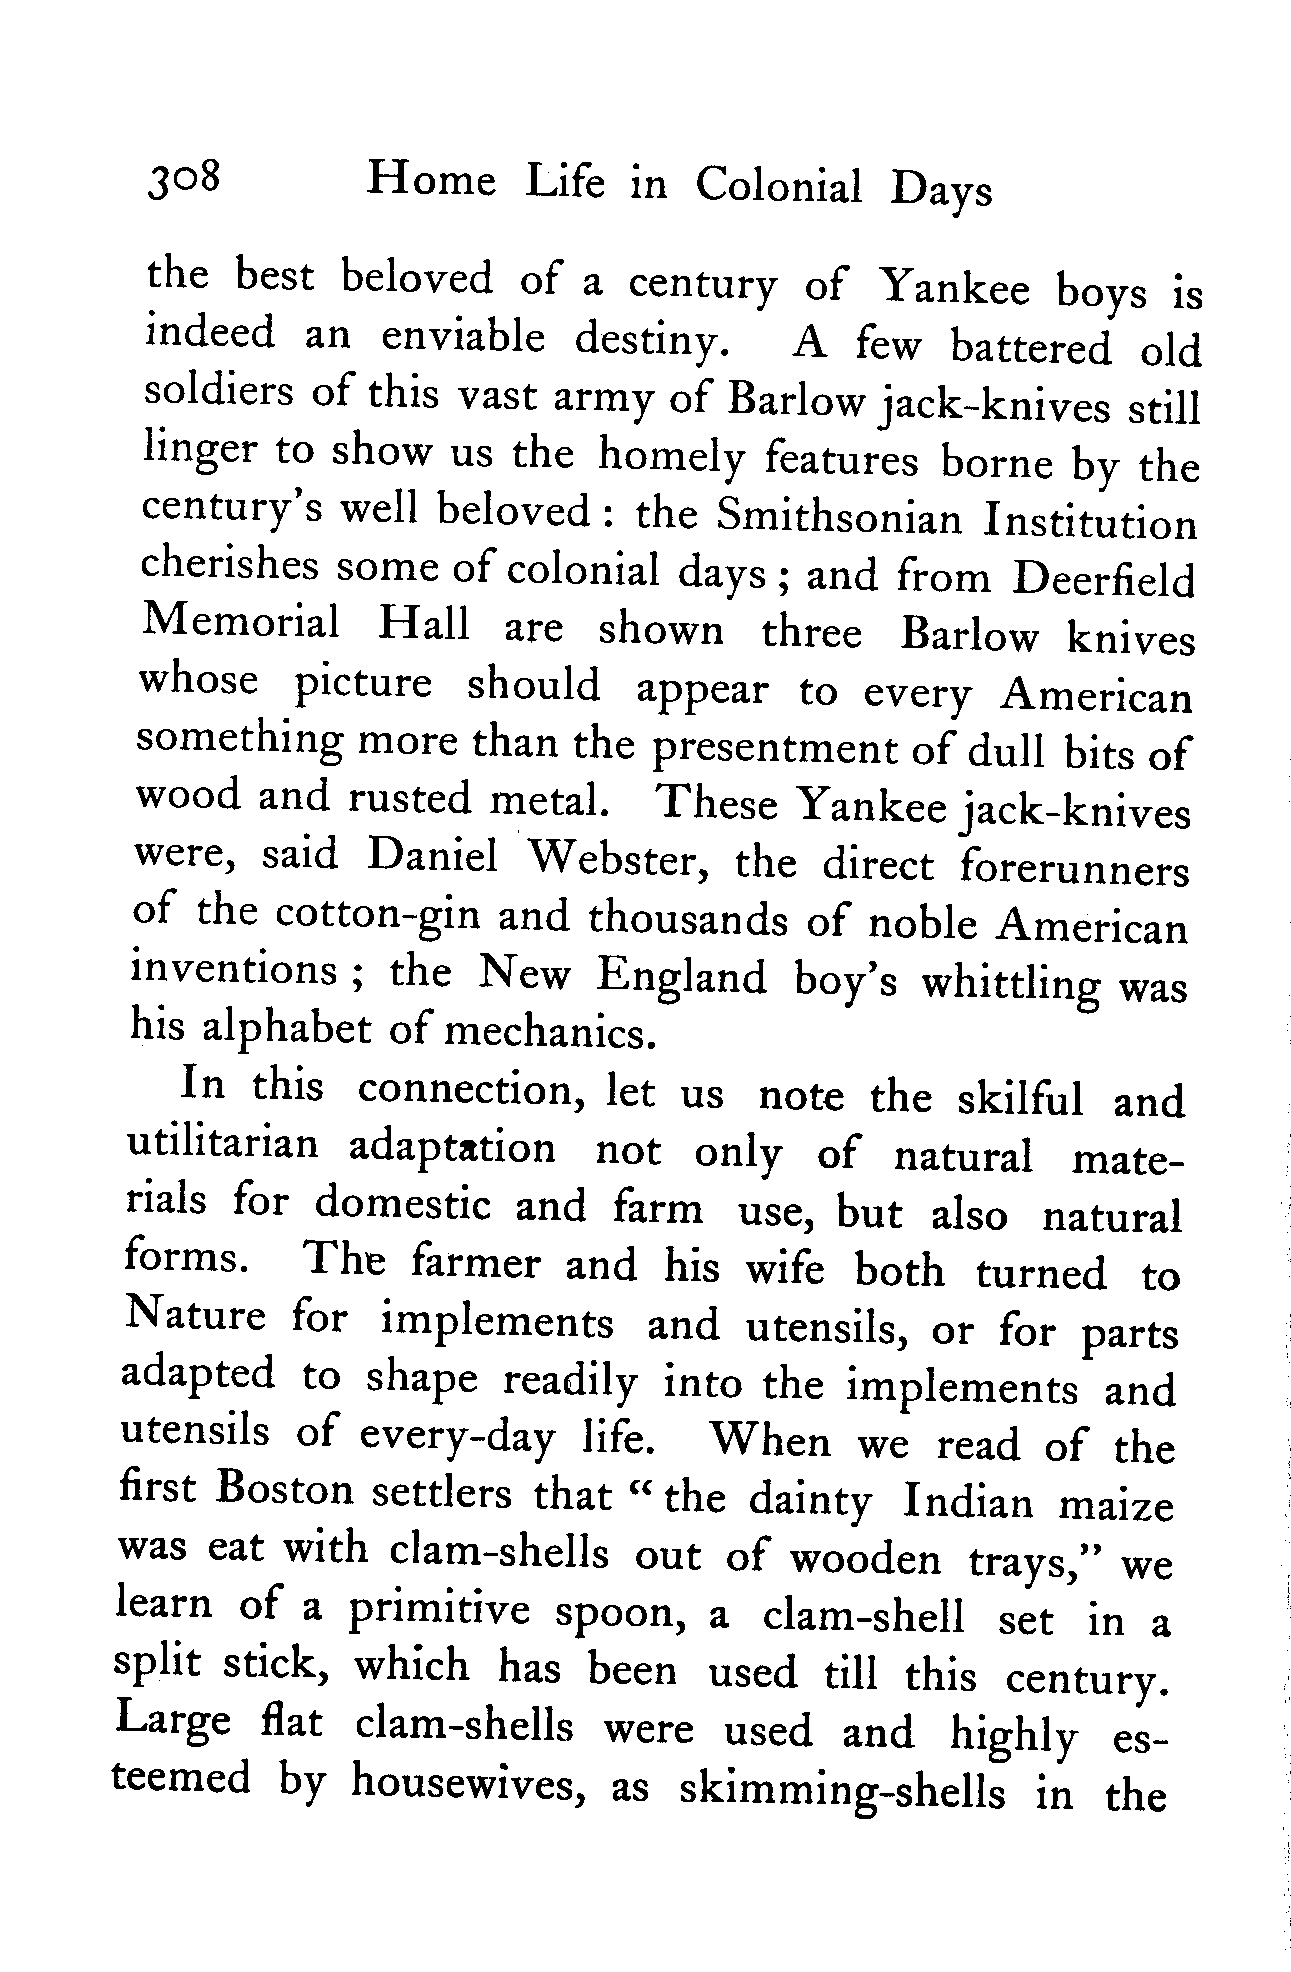 308 Home Life in Colonial Days
the best beloved of a century of Yankee boys is
indeed an enviable destiny. A few battered old
soldiers of this vast army of Barlow jack-knives still
linger to show us the homely features borne by the
century's well beloved : the Smithsonian Institution
cherishes some of colonial days ; and from Deerfield
Memorial Hall are shown three Barlow knives
whose picture should appear to every American
something more than the presentment of dull bits of
wood and rusted metal. These Yankee jack-knives
were, said Daniel Webster, the direct forerunners
of the cotton-gin and thousands of noble American
inventions ; the New England boy's whittling was
his alphabet of mechanics.
In this connection, let us note the skilful and
utilitarian adaptation not only of natural mate-
rials for domestic and farm use, but also natural
forms. The farmer and his wife both turned to
Nature for implements and utensils, or for parts
adapted to shape readily into the implements and
utensils of every-day life. When we read of the
first Boston settlers that “ the dainty Indian maize
was eat with clam-shells out of wooden trays,” we
learn of a primitive spoon, a clam-shell set in a
split stick, which has been used till this century.
Large flat clam-shells were used and highly es-
teemed by housewives, as skimming-shells in the